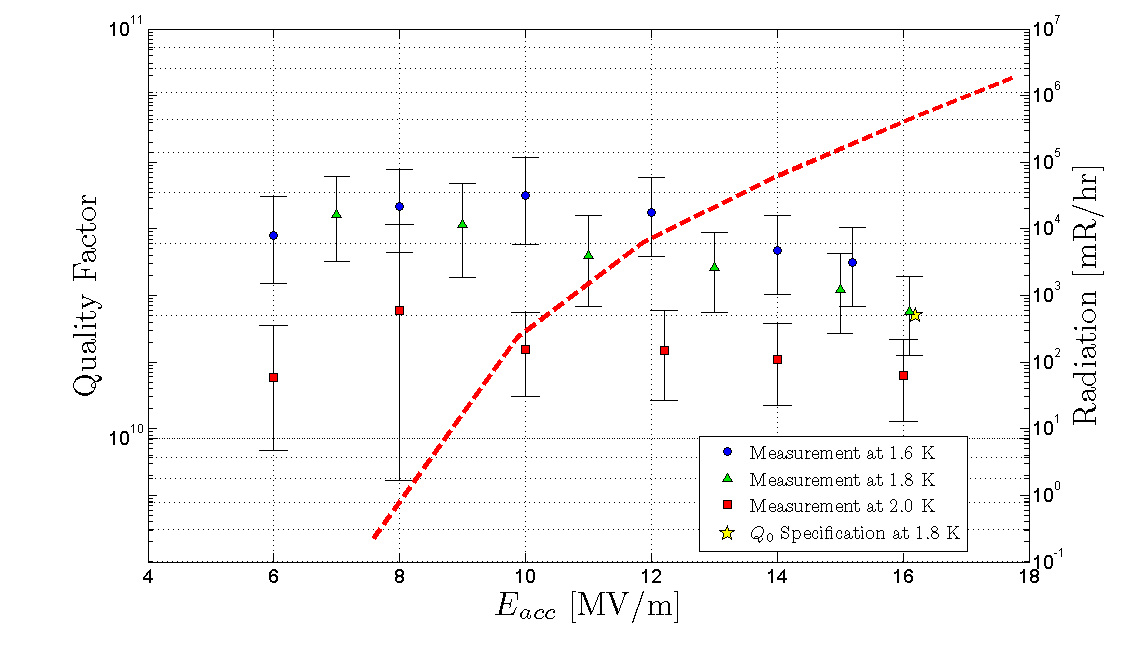 10^11
10^10
Quality Factor
10^7
10^6
10^5
10^4
10^3
10^2
10^1
10^0
10^-1
Radiation [mR/hr]
Measurement at 1.6 K
Measurement at 1.8 K
Measurement at 2.0 K
Q_0 Specification at 1.8 K
4 6 8 10 12 14 16 18
E_acc [MV/m]